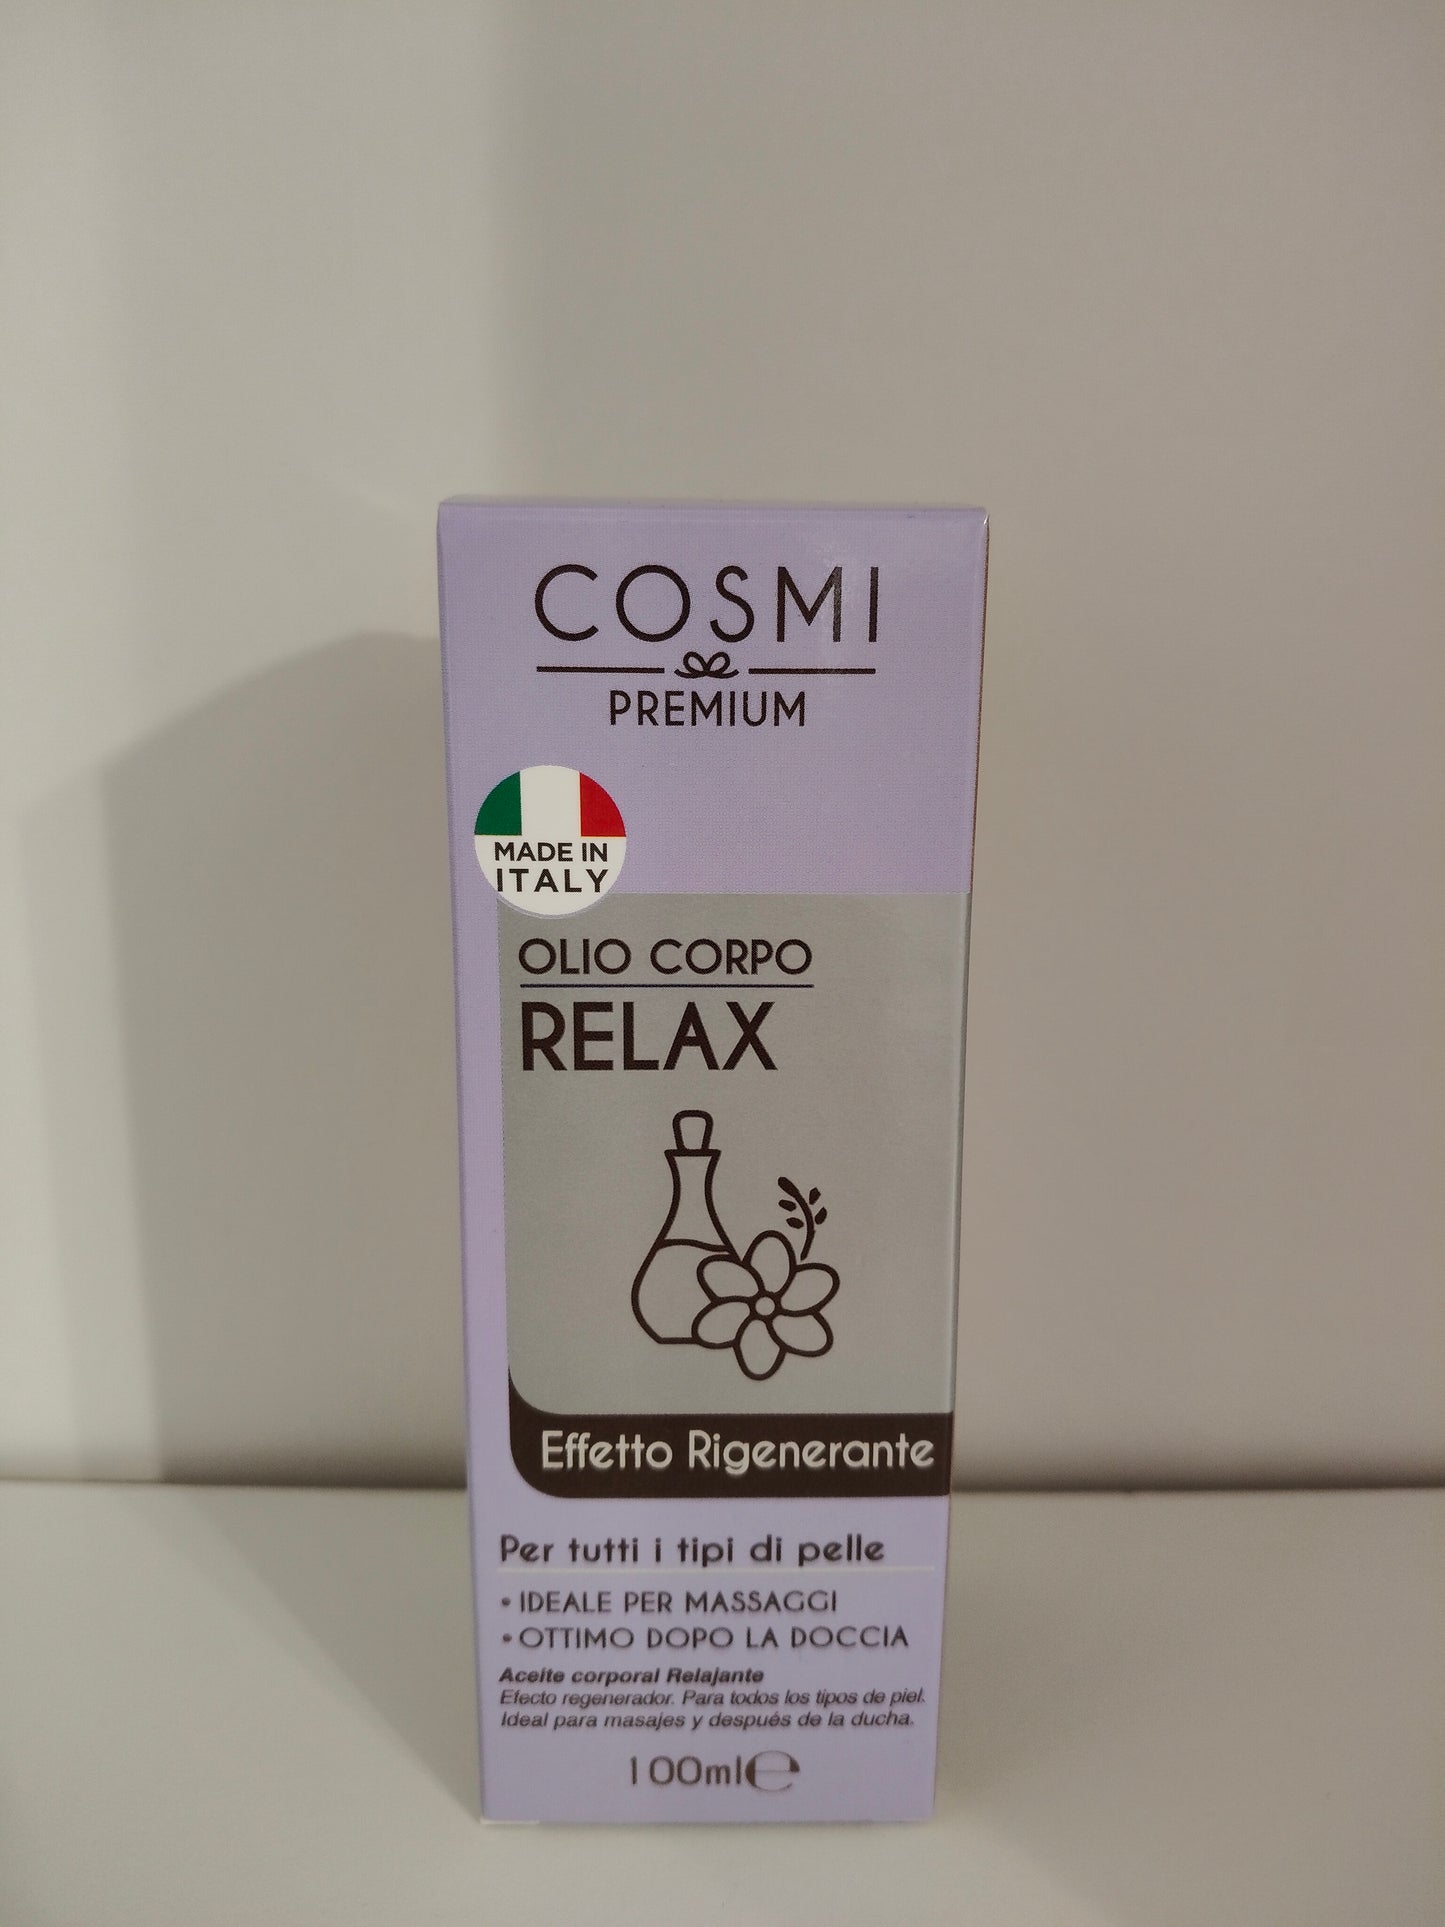 COSMI
PREMIUM
MADE IN
ITALY
OLIO CORPO
RELAX
Effetto Rigenerante
Per tutti i tipi di pelle
• IDEALE PER MASSAGGI
• OTTIMO DOPO LA DOCCIA
Aceite corporal Relajante
Efecto regenerador. Para todos los tipos de piel.
Ideal para masajes y después de la ducha.
100ml℮